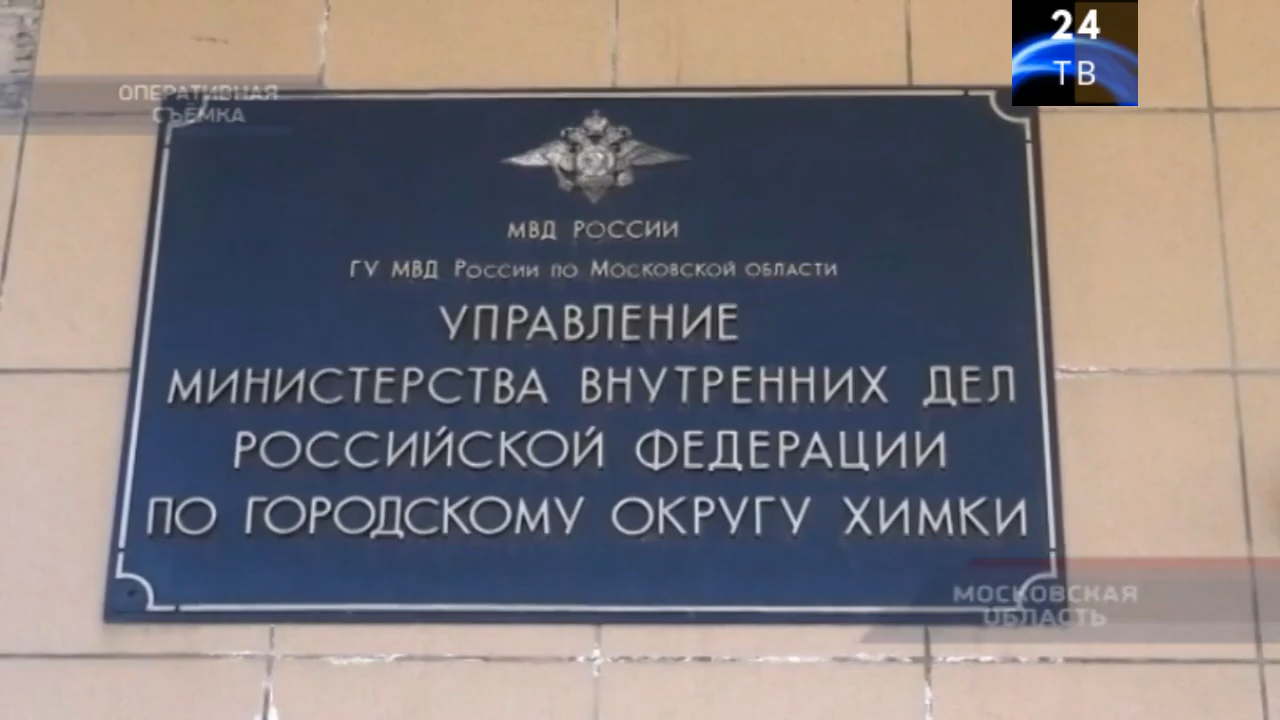 24
ТВ
ОПЕРАТИВНАЯ
СЪЕМКА
МВД РОССИИ
ГУ МВД РОССИИ ПО МОСКОВСКОЙ ОБЛАСТИ
УПРАВЛЕНИЕ
МИНИСТЕРСТВА ВНУТРЕННИХ ДЕЛ
РОССИЙСКОЙ ФЕДЕРАЦИИ
ПО ГОРОДСКОМУ ОКРУГУ ХИМКИ
МОСКОВСКАЯ
ОБЛАСТЬ